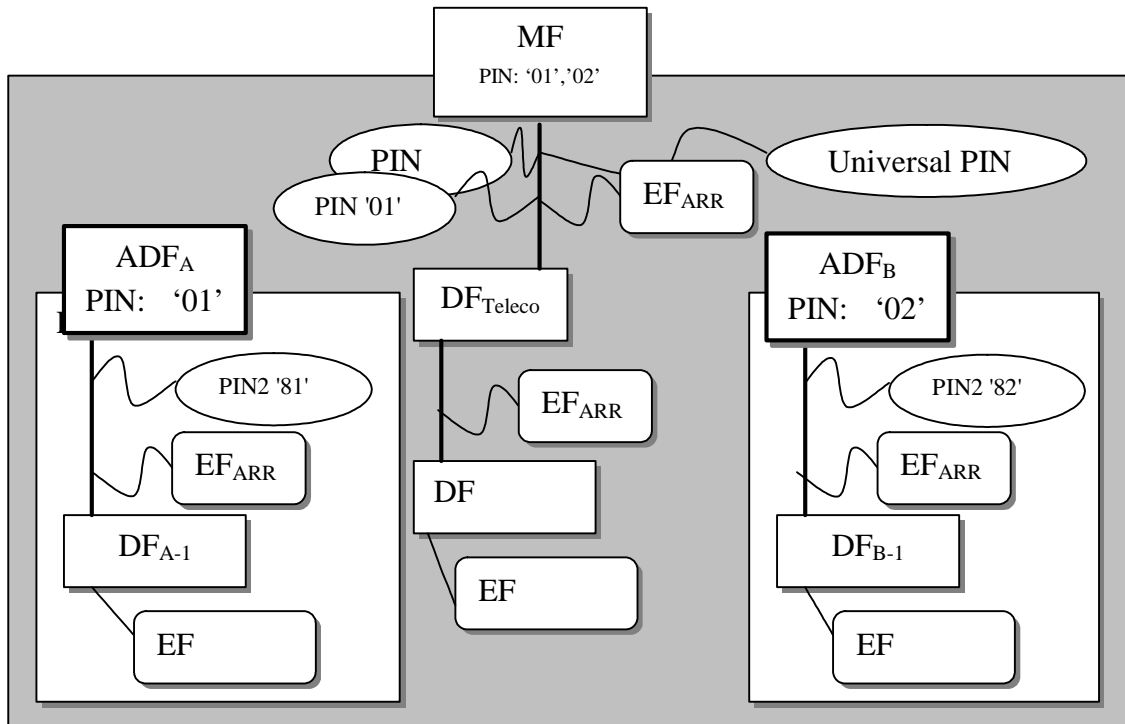 MF
PIN: ‘01’,’02’
PIN
Universal PIN
PIN '01'
EFARR
ADFA
PIN: ‘01’
DFTeleco
ADFB
PIN: ‘02’
PIN2 '81'
EFARR
PIN2 '82'
EFARR
EFARR
DF
DFA-1
DFB-1
EF
EF
EF